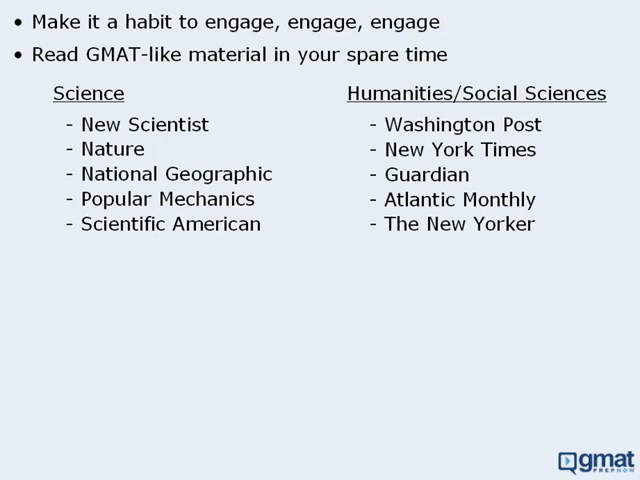 • Make it a habit to engage, engage, engage
• Read GMAT-like material in your spare time
Science
- New Scientist
- Nature
- National Geographic
- Popular Mechanics
- Scientific American
Humanities/Social Sciences
- Washington Post
- New York Times
- Guardian
- Atlantic Monthly
- The New Yorker
gmat
PREPNOW